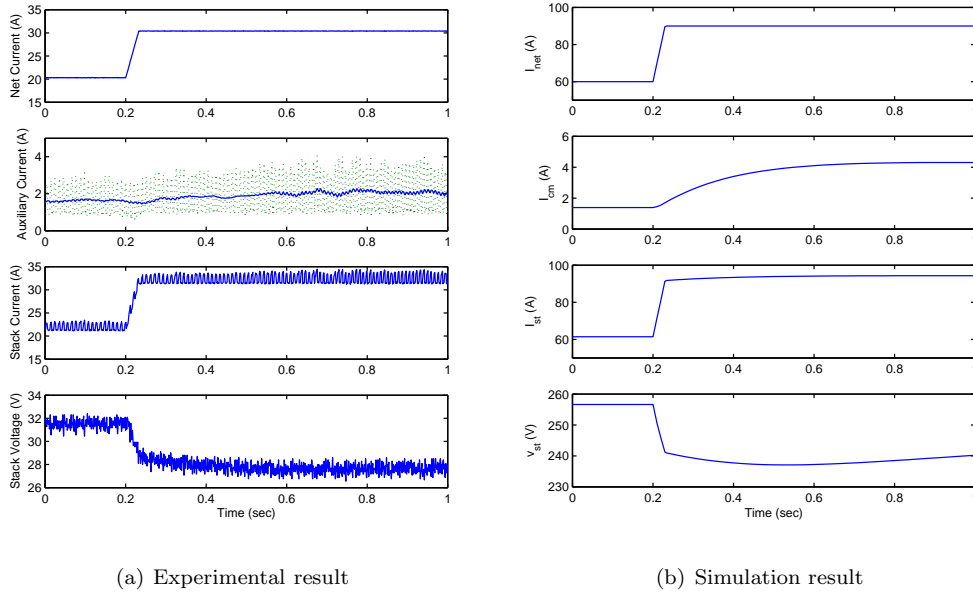 Net Current (A)
35
30
25
20
15
0 0.2 0.4 0.6 0.8 1
Auxiliary Current (A)
4
2
0
0 0.2 0.4 0.6 0.8 1
Stack Current (A)
35
30
25
20
15
0 0.2 0.4 0.6 0.8 1
Stack Voltage (V)
34
32
30
28
26
0 0.2 0.4 0.6 0.8 1
Time (sec)
(a) Experimental result
I_net (A)
100
80
60
0 0.2 0.4 0.6 0.8 1
I_cm (A)
6
4
2
0
0 0.2 0.4 0.6 0.8 1
I_st (A)
100
80
60
0 0.2 0.4 0.6 0.8 1
v_st (V)
260
250
240
230
0 0.2 0.4 0.6 0.8 1
Time (sec)
(b) Simulation result